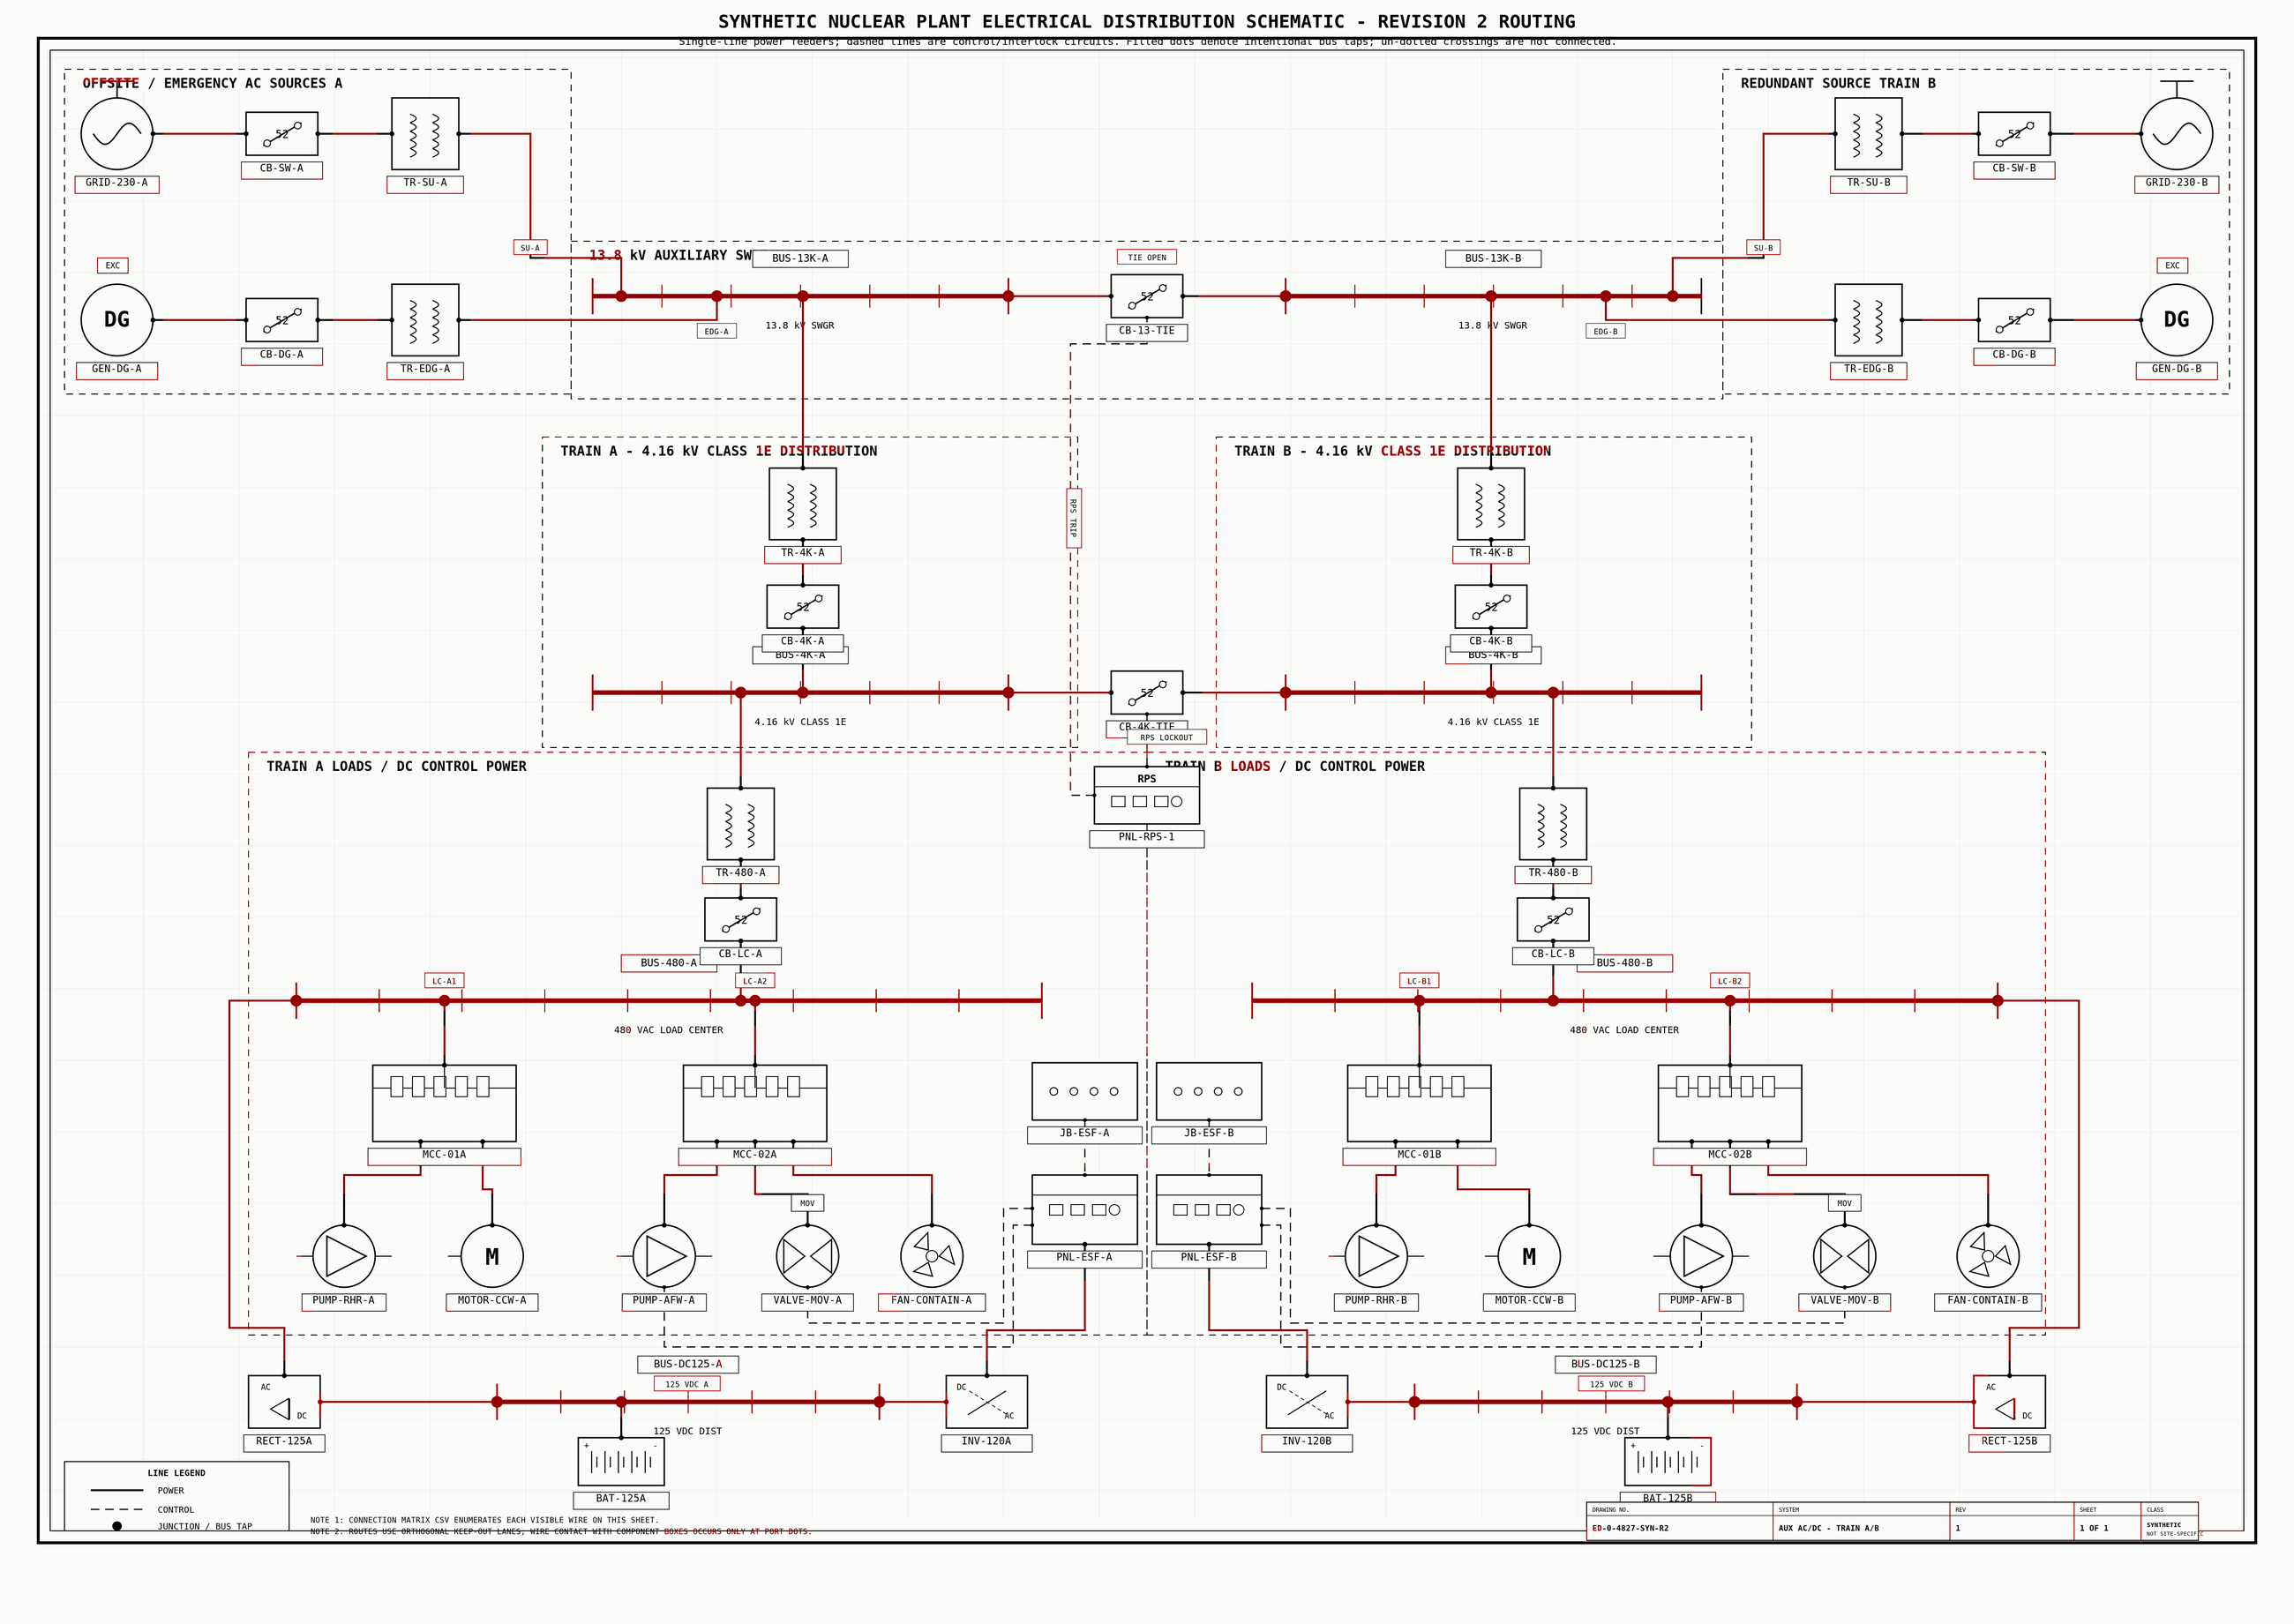 SYNTHETIC NUCLEAR PLANT ELECTRICAL DISTRIBUTION SCHEMATIC - REVISION 2 ROUTING
Single-line power feeders; dashed lines are control/interlock circuits. Filled dots denote intentional bus taps; un-dotted crossings are not connected.
OFFSITE / EMERGENCY AC SOURCES A
REDUNDANT SOURCE TRAIN B
52
52
GRID-230-A
CB-SW-A
TR-SU-A
TR-SU-B
CB-SW-B
GRID-230-B
SU-A
SU-B
13.8 kV AUXILIARY SW
BUS-13K-A
TIE OPEN
BUS-13K-B
EXC
EXC
52
DG
52
52
DG
13.8 kV SWGR
13.8 kV SWGR
EDG-A
CB-13-TIE
EDG-B
GEN-DG-A
CB-DG-A
TR-EDG-A
TR-EDG-B
CB-DG-B
GEN-DG-B
TRAIN A - 4.16 kV CLASS 1E DISTRIBUTION
TRAIN B - 4.16 kV CLASS 1E DISTRIBUTION
RPS TRIP
TR-4K-A
TR-4K-B
52
52
CB-4K-A
CB-4K-B
BUS-4K-A
BUS-4K-B
52
4.16 kV CLASS 1E
4.16 kV CLASS 1E
CB-4K-TIE
RPS LOCKOUT
TRAIN A LOADS / DC CONTROL POWER
TRAIN B LOADS / DC CONTROL POWER
RPS
PNL-RPS-1
TR-480-A
TR-480-B
52
52
CB-LC-A
CB-LC-B
BUS-480-A
BUS-480-B
LC-A1
LC-A2
LC-B1
LC-B2
480 VAC LOAD CENTER
480 VAC LOAD CENTER
JB-ESF-A
JB-ESF-B
MCC-01A
MCC-02A
MCC-01B
MCC-02B
MOV
MOV
M
M
PNL-ESF-A
PNL-ESF-B
PUMP-RHR-A
MOTOR-CCW-A
PUMP-AFW-A
VALVE-MOV-A
FAN-CONTAIN-A
PUMP-RHR-B
MOTOR-CCW-B
PUMP-AFW-B
VALVE-MOV-B
FAN-CONTAIN-B
BUS-DC125-A
BUS-DC125-B
125 VDC A
125 VDC B
AC
DC
DC
AC
DC
AC
AC
DC
RECT-125A
125 VDC DIST
INV-120A
INV-120B
125 VDC DIST
RECT-125B
+ -
+ -
BAT-125A
BAT-125B
LINE LEGEND
POWER
CONTROL
JUNCTION / BUS TAP
NOTE 1: CONNECTION MATRIX CSV ENUMERATES EACH VISIBLE WIRE ON THIS SHEET.
NOTE 2: ROUTES USE ORTHOGONAL KEEP-OUT LANES; WIRE CONTACT WITH COMPONENT BOXES OCCURS ONLY AT PORT DOTS.
DRAWING NO.
SYSTEM
REV
SHEET
CLASS
ED-0-4827-SYN-R2
AUX AC/DC - TRAIN A/B
1
1 OF 1
SYNTHETIC
NOT SITE-SPECIFIC